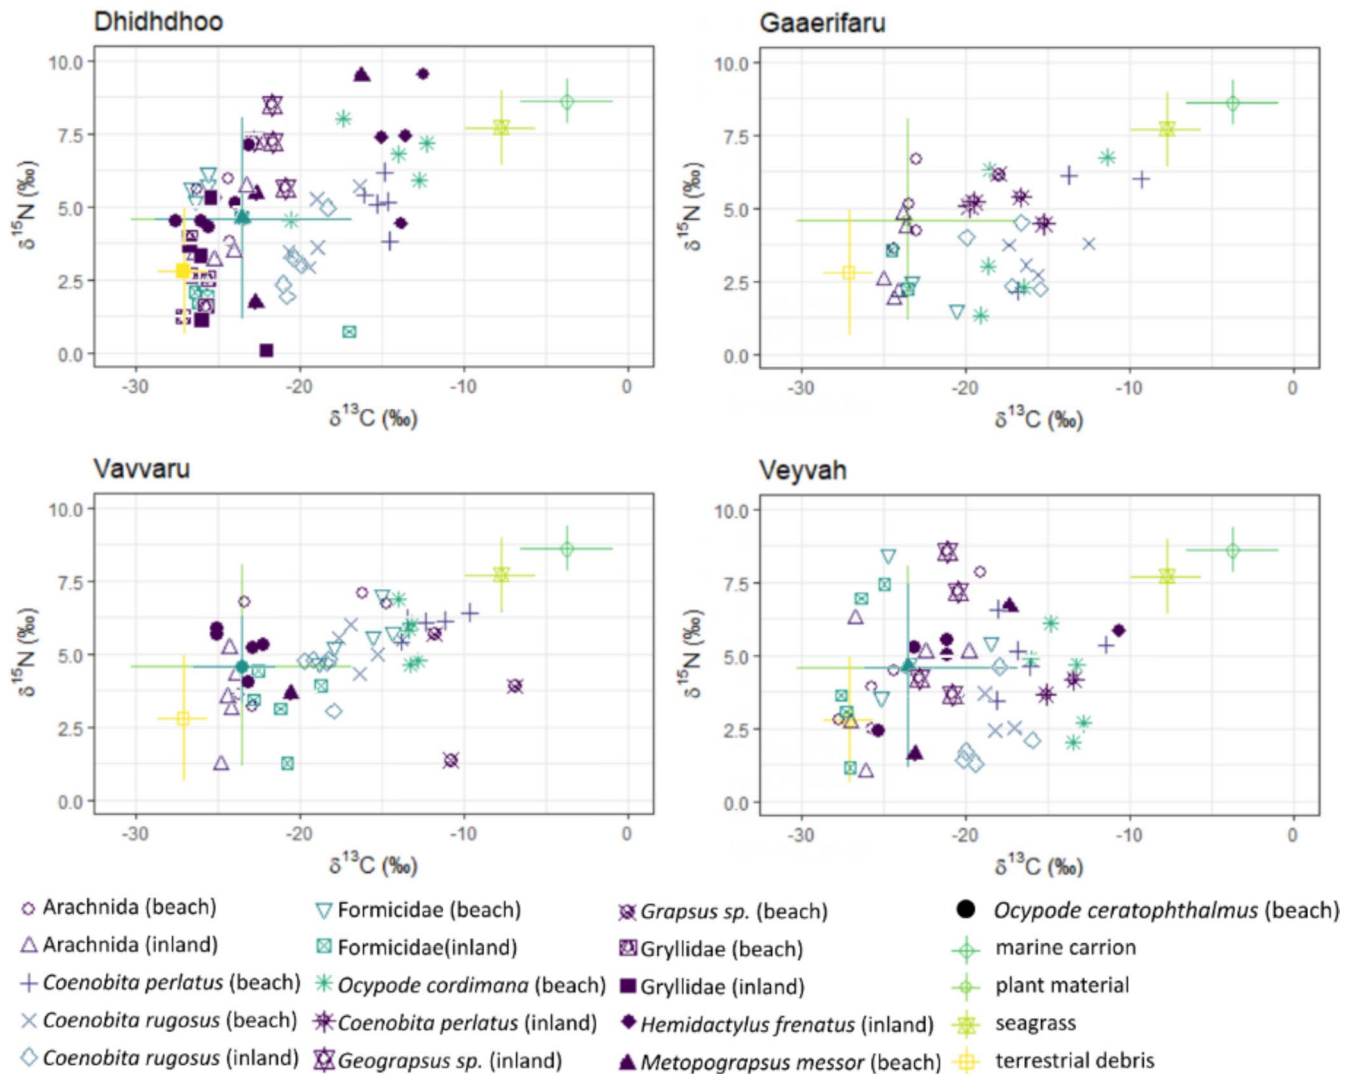 Dhidhdhoo
Gaaerifaru
10.0
7.5
5.0
2.5
0.0
δ¹⁵N (‰)
-30
-20
-10
0
δ¹³C (‰)
10.0
7.5
5.0
2.5
0.0
δ¹⁵N (‰)
-30
-20
-10
0
δ¹³C (‰)
Vavvaru
Veyvah
10.0
7.5
5.0
2.5
0.0
δ¹⁵N (‰)
-30
-20
-10
0
δ¹³C (‰)
10.0
7.5
5.0
2.5
0.0
δ¹⁵N (‰)
-30
-20
-10
0
δ¹³C (‰)
Arachnida (beach)
Arachnida (inland)
Coenobita perlatus (beach)
Coenobita rugosus (beach)
Coenobita rugosus (inland)
Formicidae (beach)
Formicidae(inland)
Ocypode cordimana (beach)
Coenobita perlatus (inland)
Geograpsus sp. (inland)
Grapsus sp. (beach)
Gryllidae (beach)
Gryllidae (inland)
Hemidactylus frenatus (inland)
Metopograpsus messor (beach)
Ocypode ceratophthalmus (beach)
marine carrion
plant material
seagrass
terrestrial debris